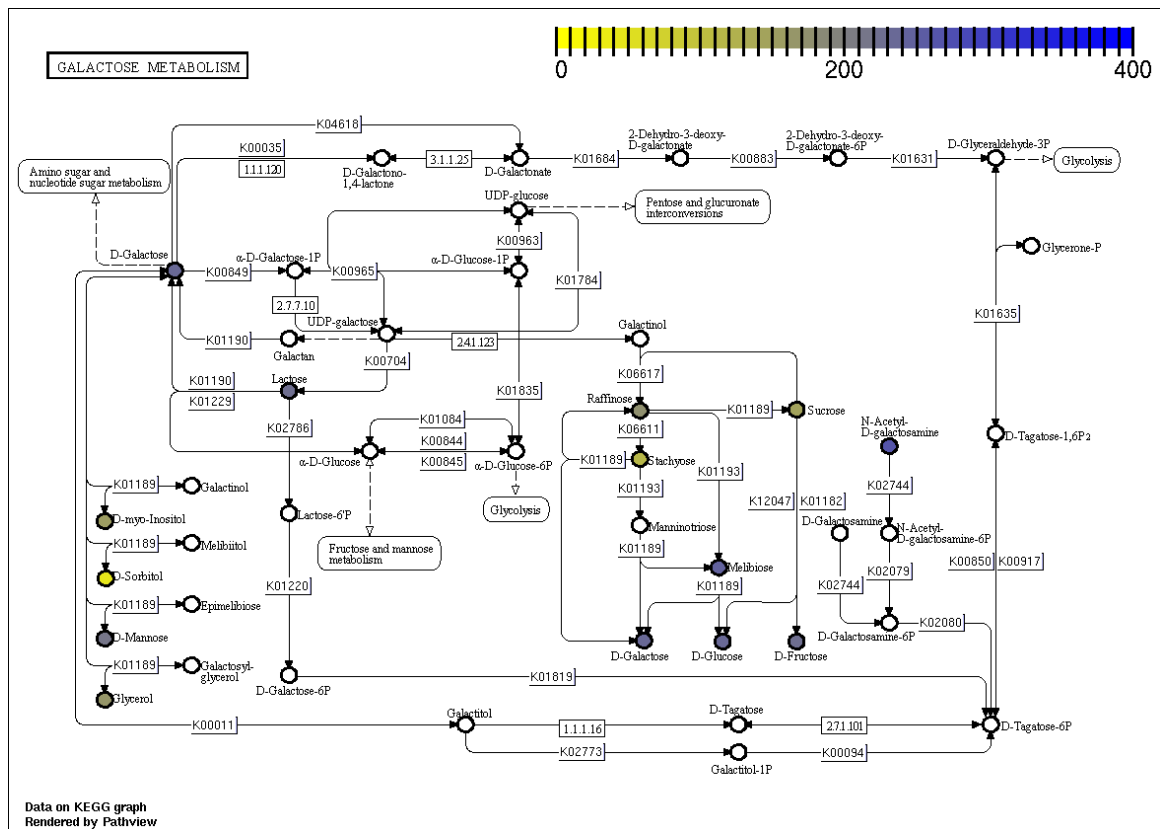 0
200
400
GALACTOSE METABOLISM
K04618
K00035
1.1.1.120
D-Galactono-
1,4-lactone
3.1.1.25
D-Galactonate
K01684
2-Dehydro-3-deoxy-
D-galactonate
K00883
2-Dehydro-3-deoxy-
D-galactonate-6P
K01631
D-Glyceraldehyde-3P
Glycolysis
Amino sugar and
nucleotide sugar metabolism
UDP-glucose
Pentose and glucuronate
interconversions
K00963
D-Galactose
K00849
α-D-Galactose-1P
K00965
α-D-Glucose-1P
K01784
Glycerone-P
2.7.7.10
UDP-galactose
K01635
K01190
Galactan
2.4.1.123
Galactinol
K00704
K01190
K01229
Lactose
K01835
K06617
Raffinose
K01189
Sucrose
K02786
K01084
K00844
K00845
α-D-Glucose
α-D-Glucose-6P
K06611
K01189
Stachyose
K01193
K01193
N-Acetyl-
D-galactosamine
D-Tagatose-1,6P2
K02744
K01189
Galactinol
D-myo-Inositol
Lactose-6'P
Glycolysis
K12047
K01182
Manninotriose
D-Galactosamine
N-Acetyl-
D-galactosamine-6P
K01189
Melibiitol
D-Sorbitol
Fructose and mannose
metabolism
K01189
Melibiose
K01189
K02744
K02079
K00850
K00917
K01220
K01189
Epimelibiose
D-Mannose
D-Galactosamine-6P
K02080
D-Galactose
D-Glucose
D-Fructose
K01189
Galactosyl-
glycerol
Glycerol
D-Galactose-6P
K01819
K00011
Galactitol
1.1.1.16
D-Tagatose
2.7.1.101
D-Tagatose-6P
K02773
Galactitol-1P
K00094
Data on KEGG graph
Rendered by Pathview